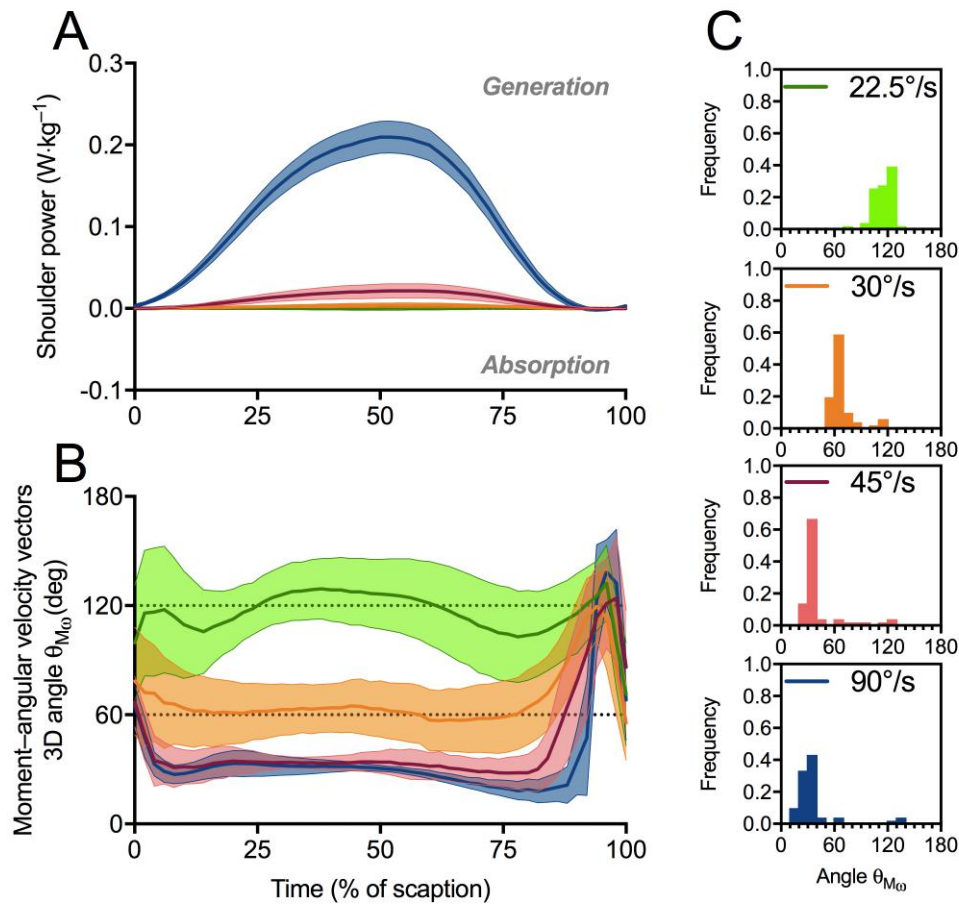 A
0.3
0.2
0.1
0.0
-0.1
Shoulder power (W·kg⁻¹)
Generation
Absorption
0 25 50 75 100
B
180
120
60
0
Moment–angular velocity vectors
3D angle θMω (deg)
0 25 50 75 100
Time (% of scaption)
C
1.0
0.8
0.6
0.4
0.2
0.0
Frequency
22.5°/s
0 60 120 180
1.0
0.8
0.6
0.4
0.2
0.0
Frequency
30°/s
0 60 120 180
1.0
0.8
0.6
0.4
0.2
0.0
Frequency
45°/s
0 60 120 180
1.0
0.8
0.6
0.4
0.2
0.0
Frequency
90°/s
0 60 120 180
Angle θMω